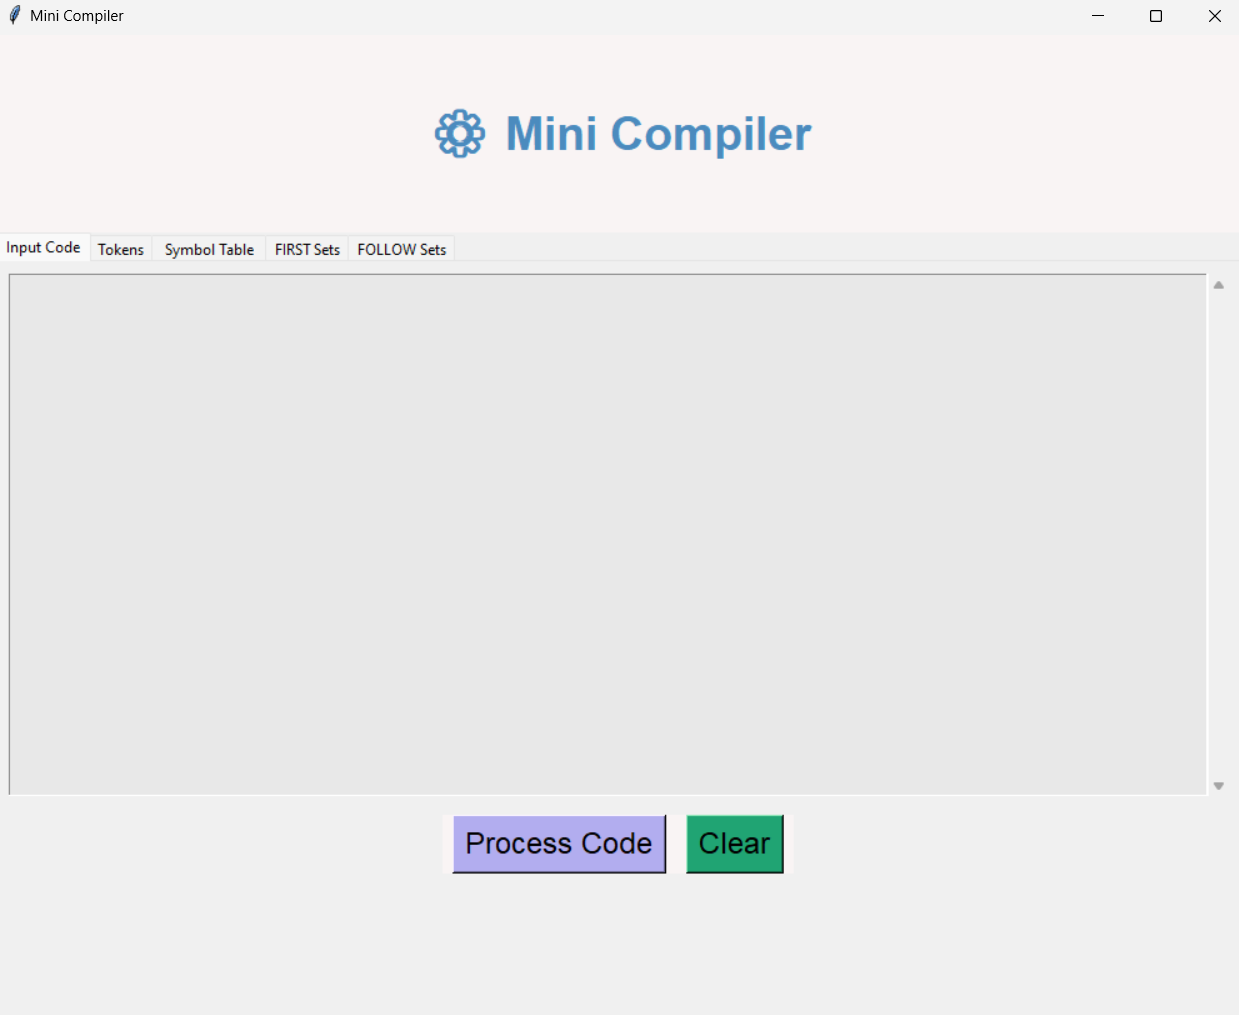 Mini Compiler
Mini Compiler
Input Code Tokens Symbol Table FIRST Sets FOLLOW Sets
Process Code Clear